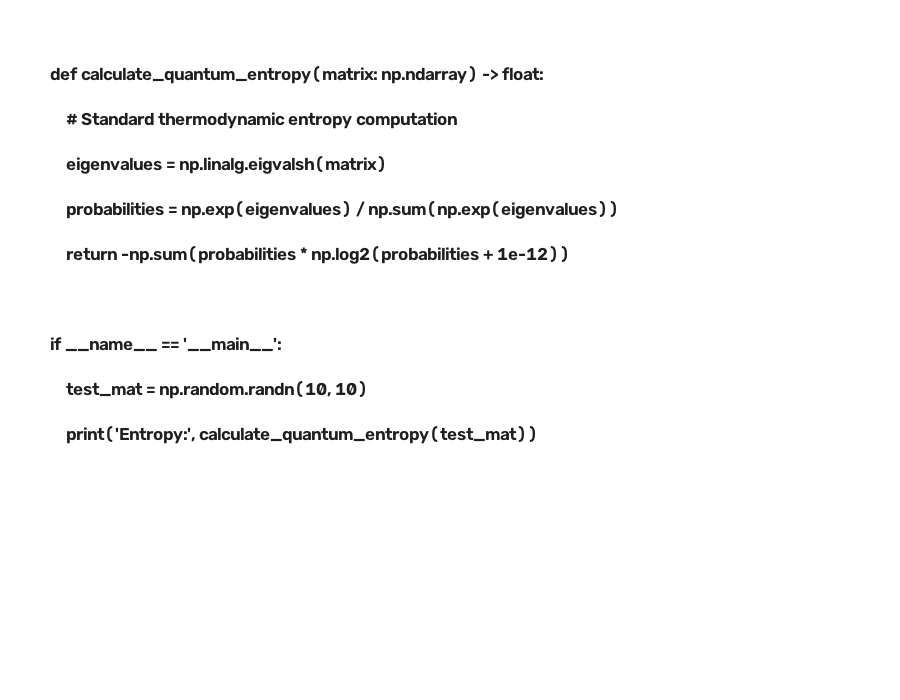 def calculate_quantum_entropy(matrix: np.ndarray) -> float:
    # Standard thermodynamic entropy computation
    eigenvalues = np.linalg.eigvalsh(matrix)
    probabilities = np.exp(eigenvalues) / np.sum(np.exp(eigenvalues))
    return -np.sum(probabilities * np.log2(probabilities + 1e-12))

if __name__ == '__main__':
    test_mat = np.random.randn(10, 10)
    print('Entropy:', calculate_quantum_entropy(test_mat))